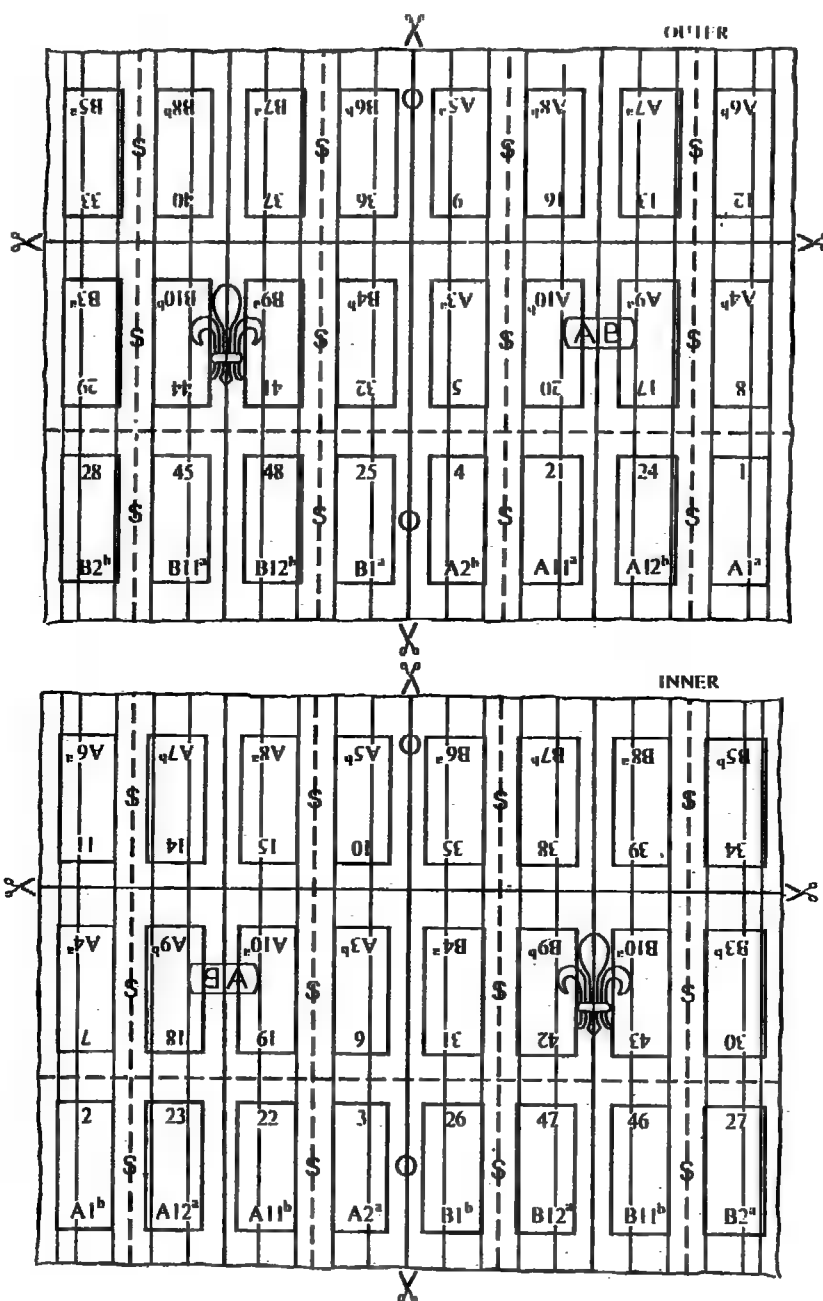 OUTER
B5ᵃ B8ᵇ B7ᵃ B6ᵇ A5ᵃ A8ᵇ A7ᵃ A6ᵇ
S S S S
33 40 37 36 9 16 13 12
B3ᵃ B10ᵇ B9ᵃ B4ᵇ A3ᵃ A10ᵇ A9ᵃ A4ᵇ
S S A B S S
29 44 41 32 5 20 17 8
28 45 48 25 4 21 24 1
S S S S
B2ᵇ B11ᵃ B12ᵇ B1ᵃ A2ᵇ A11ᵃ A12ᵇ A1ᵃ
INNER
A6ᵃ A7ᵇ A8ᵃ A5ᵇ B6ᵃ B7ᵇ B8ᵃ B5ᵇ
S S S S
11 14 15 10 35 38 39 34
A4ᵃ A9ᵇ A10ᵃ A3ᵇ B4ᵃ B9ᵇ B10ᵃ B3ᵇ
S B A S S S
7 18 19 6 31 42 43 30
2 23 22 3 26 47 46 27
S S S S
A1ᵇ A12ᵃ A11ᵇ A2ᵃ B1ᵇ B12ᵃ B11ᵇ B2ᵃ